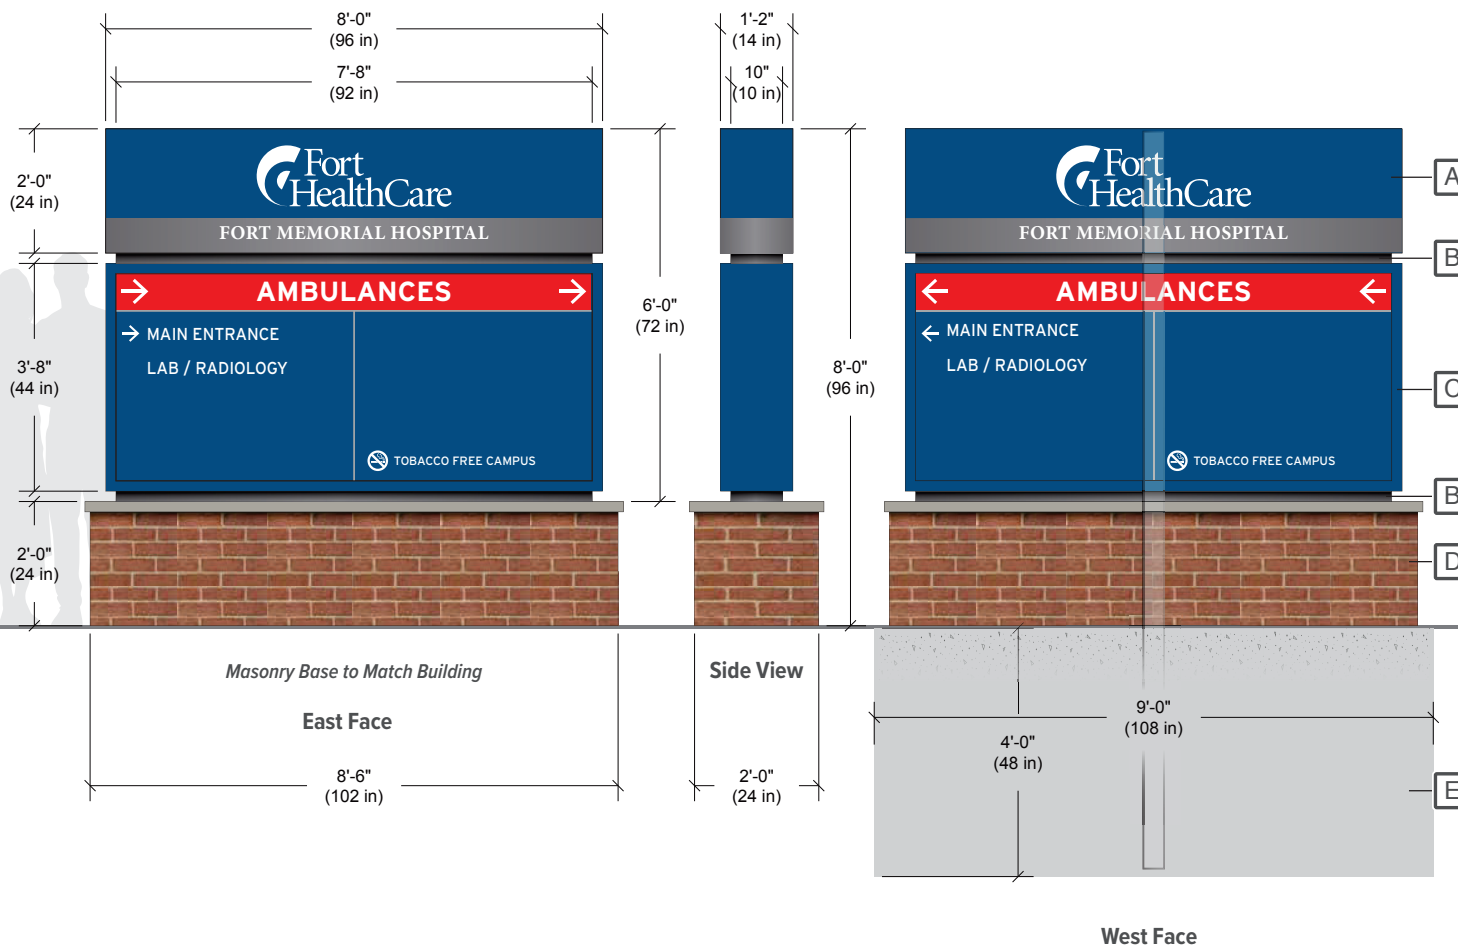 8'-0"
(96 in)
7'-8"
(92 in)
1'-2"
(14 in)
10"
(10 in)
2'-0"
(24 in)
3'-8"
(44 in)
2'-0"
(24 in)
Fort
HealthCare
FORT MEMORIAL HOSPITAL
AMBULANCES
MAIN ENTRANCE
LAB / RADIOLOGY
TOBACCO FREE CAMPUS
6'-0"
(72 in)
8'-0"
(96 in)
Fort
HealthCare
FORT MEMORIAL HOSPITAL
AMBULANCES
MAIN ENTRANCE
LAB / RADIOLOGY
TOBACCO FREE CAMPUS
A
B
C
B
D
E
Masonry Base to Match Building
East Face
8'-6"
(102 in)
Side View
2'-0"
(24 in)
9'-0"
(108 in)
4'-0"
(48 in)
West Face